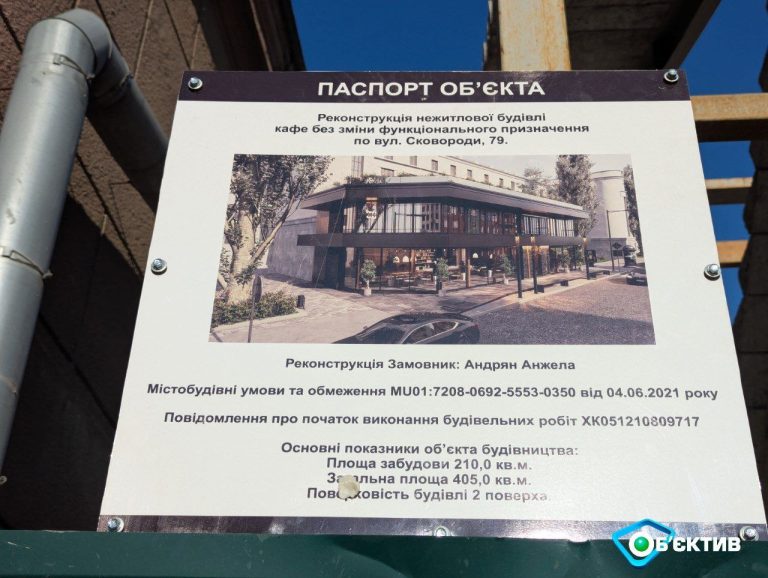 ПАСПОРТ ОБ'ЄКТА
Реконструкція нежитлової будівлі
кафе без зміни функціонального призначення
по вул. Сковороди, 79.
Реконструкція Замовник: Андрян Анжела
Містобудівні умови та обмеження MU01:7208-0692-5553-0350 від 04.06.2021 року
Повідомлення про початок виконання будівельних робіт ХК051210809717
Основні показники об'єкта будівництва:
Площа забудови 210,0 кв.м.
Загальна площа 405,0 кв.м.
Поверховість будівлі 2 поверха
ОБ'ЄКТИВ